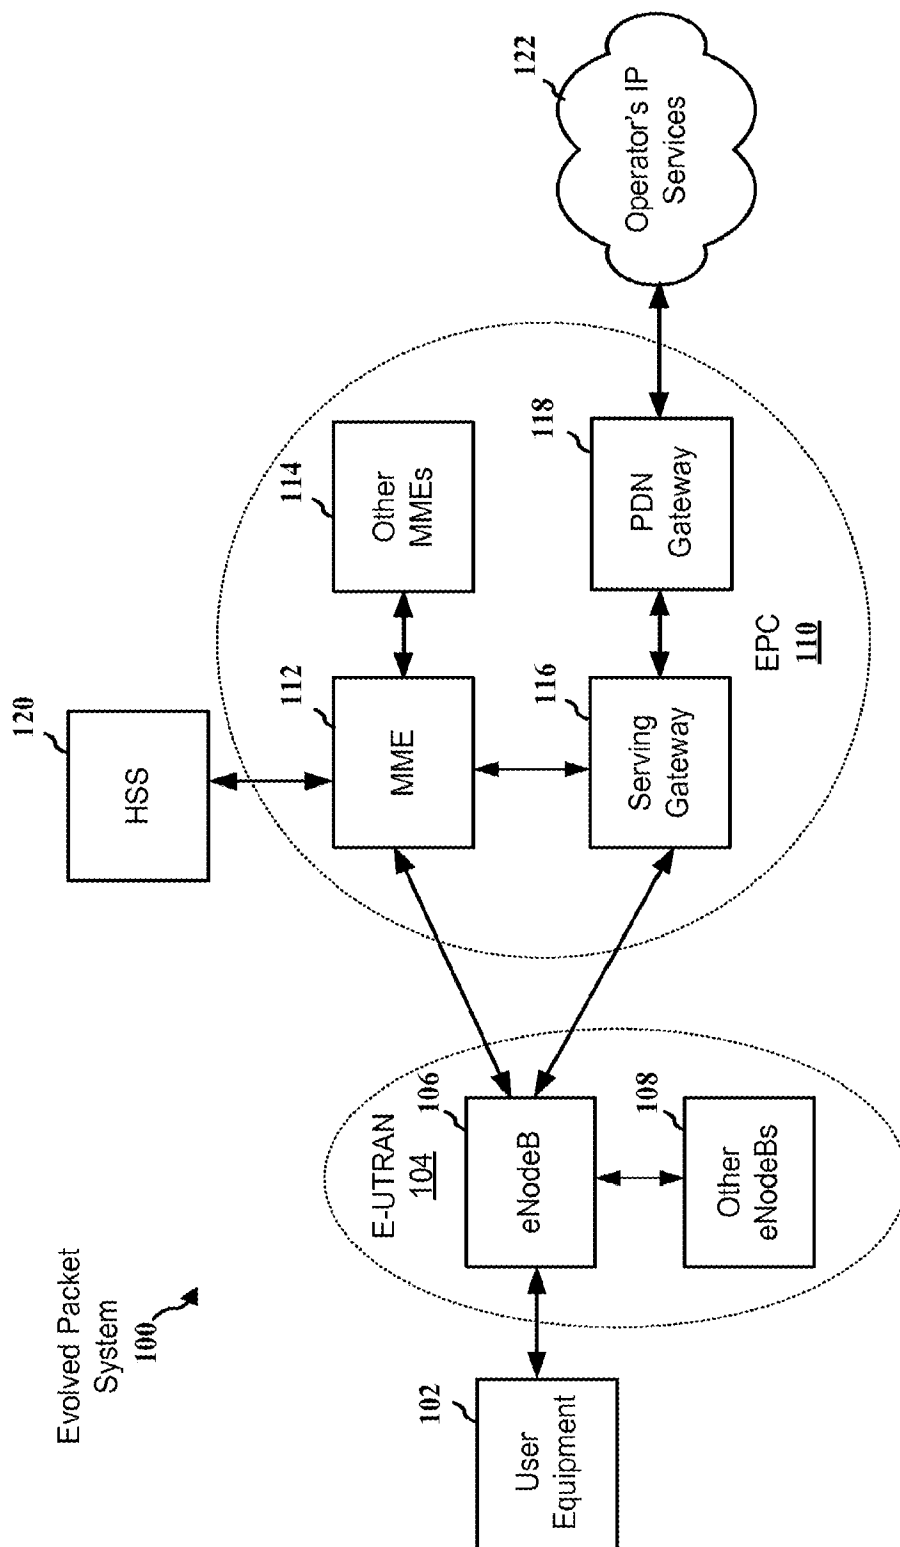 Evolved Packet
System
100
102
User
Equipment
E-UTRAN
104
106
eNodeB
108
Other
eNodeBs
120
HSS
112
MME
114
Other
MMEs
116
Serving
Gateway
118
PDN
Gateway
EPC
110
122
Operator's IP
Services